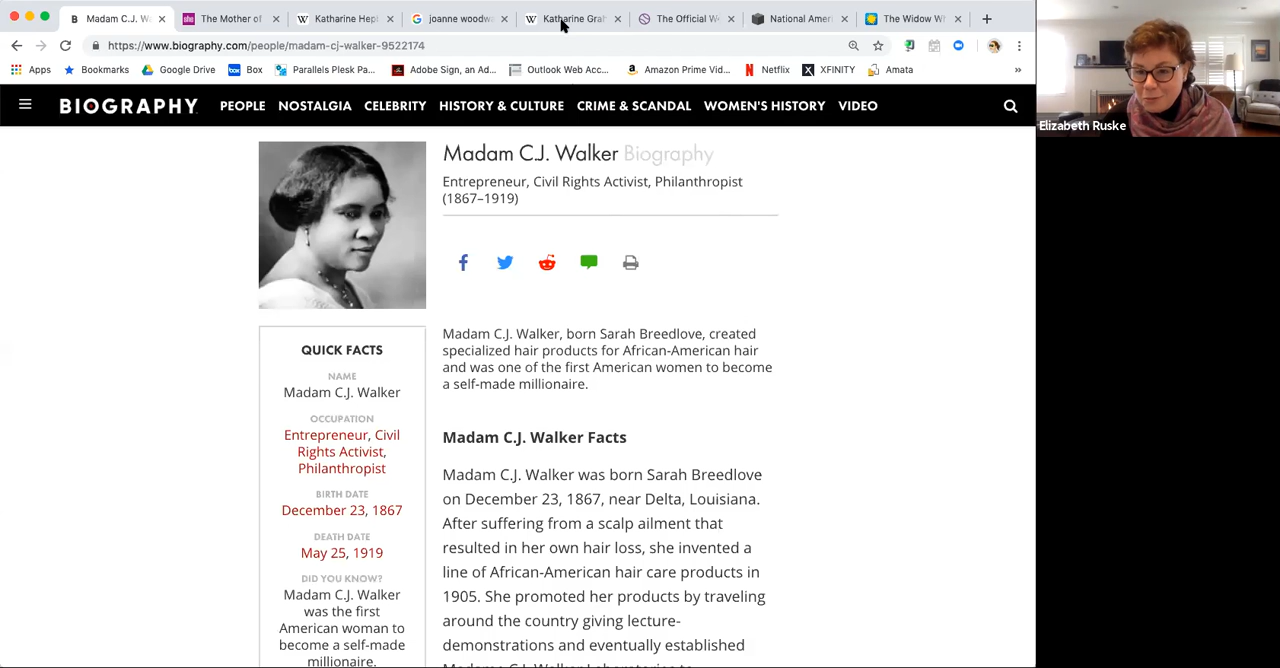 Madam C.J. W
The Mother of
Katharine Hep
joanne woodw
Katharine Grah
The Official W
National Amer
The Widow Wh
https://www.biography.com/people/madam-cj-walker-9522174
Apps
Bookmarks
Google Drive
Box
Parallels Plesk Pa...
Adobe Sign, an Ad...
Outlook Web Acc...
Amazon Prime Vid...
Netflix
XFINITY
Amata
»
Elizabeth Ruske
BIOGRAPHY.
PEOPLE
NOSTALGIA
CELEBRITY
HISTORY & CULTURE
CRIME & SCANDAL
WOMEN'S HISTORY
VIDEO
Madam C.J. Walker Biography
Entrepreneur, Civil Rights Activist, Philanthropist
(1867–1919)
QUICK FACTS
NAME
Madam C.J. Walker
OCCUPATION
Entrepreneur, Civil
Rights Activist,
Philanthropist
BIRTH DATE
December 23, 1867
DEATH DATE
May 25, 1919
DID YOU KNOW?
Madam C.J. Walker
was the first
American woman to
become a self-made
millionaire.
Madam C.J. Walker, born Sarah Breedlove, created
specialized hair products for African-American hair
and was one of the first American women to become
a self-made millionaire.
Madam C.J. Walker Facts
Madam C.J. Walker was born Sarah Breedlove
on December 23, 1867, near Delta, Louisiana.
After suffering from a scalp ailment that
resulted in her own hair loss, she invented a
line of African-American hair care products in
1905. She promoted her products by traveling
around the country giving lecture-
demonstrations and eventually established
Madame C.J. Walker Laboratories to